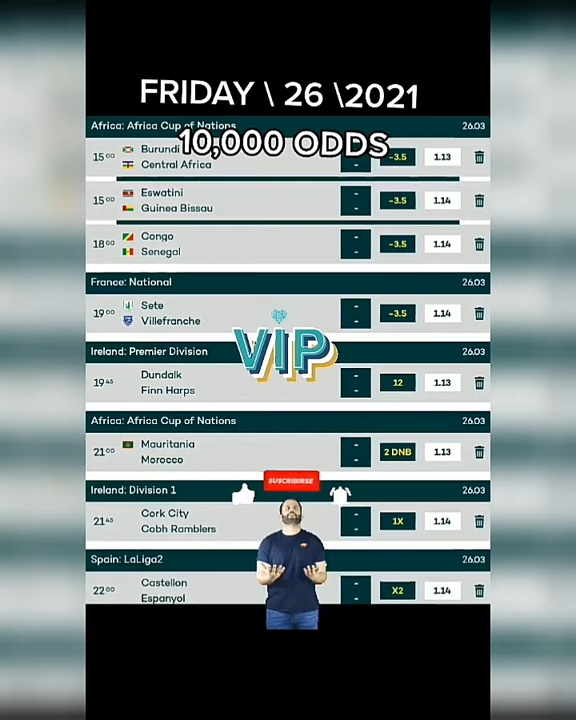 FRIDAY \ 26 \2021
Africa: Africa Cup of Nations 26.03
10,000 ODDS
15 00 Burundi - -3.5 1.13
Central Africa -
15 00 Eswatini - -3.5 1.14
Guinea Bissau -
18 00 Congo - -3.5 1.14
Senegal -
France: National 26.03
19 00 Sete - -3.5 1.14
Villefranche -
VIP
Ireland: Premier Division 26.03
19 45 Dundalk - 12 1.13
Finn Harps -
Africa: Africa Cup of Nations 26.03
21 00 Mauritania - 2 DNB 1.13
Morocco -
SUSCRIBIRSE
Ireland: Division 1 26.03
21 45 Cork City - 1X 1.14
Cobh Ramblers -
Spain: LaLiga2 26.03
22 00 Castellon - X2 1.14
Espanyol -